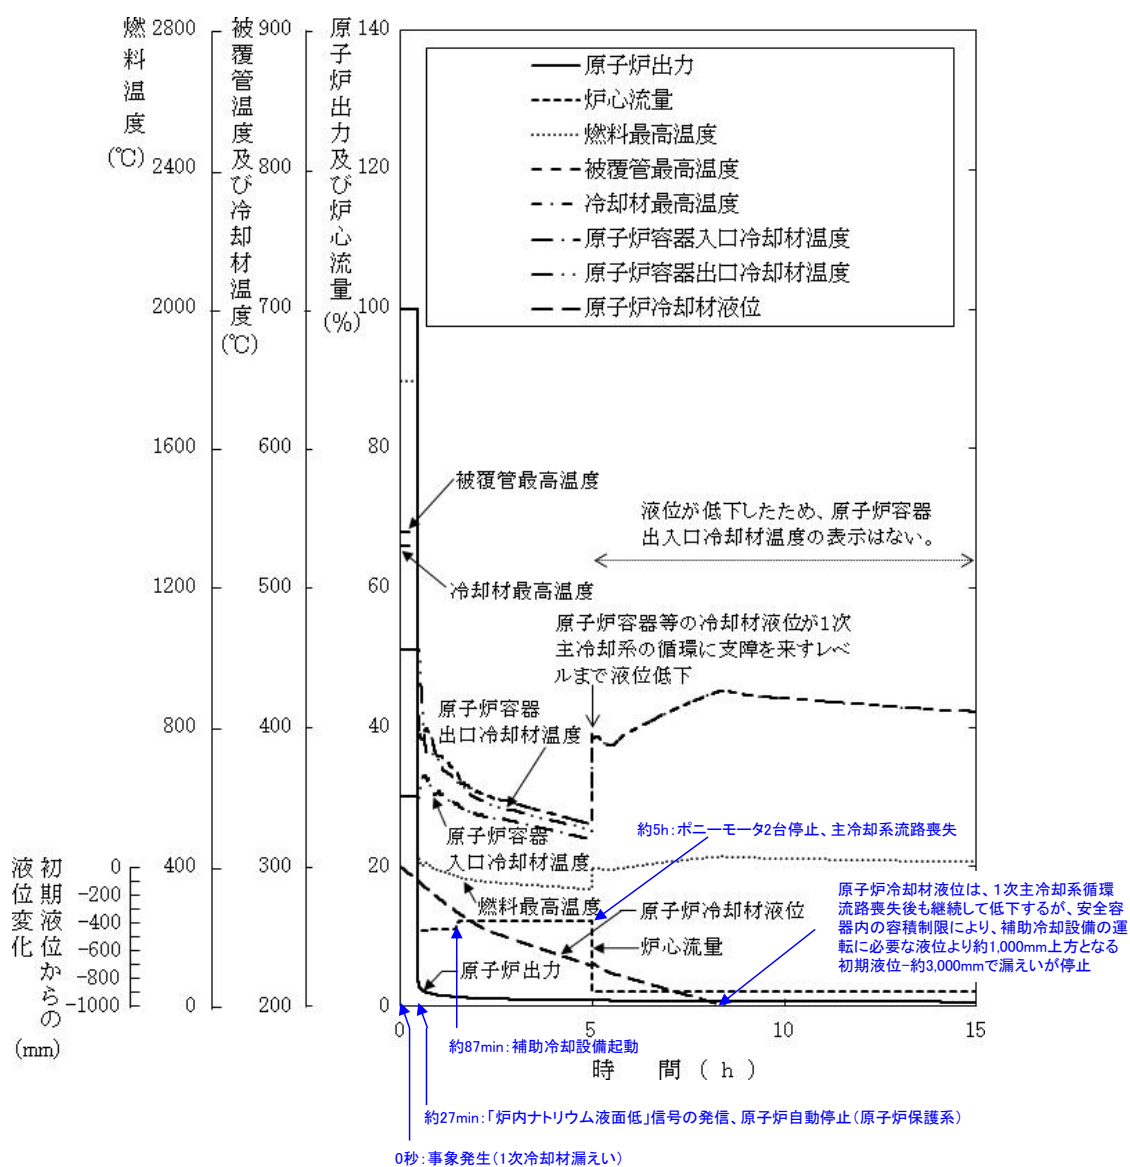 燃料温度
(℃)
2800
2400
2000
1600
1200
800
400
0
被覆管温度及び冷却材温度
(℃)
900
800
700
600
500
400
300
200
原子炉出力及び炉心流量
(%)
140
120
100
80
60
40
20
0
初期液位からの
液位変化
(mm)
0
-200
-400
-600
-800
-1000
原子炉出力
炉心流量
燃料最高温度
被覆管最高温度
冷却材最高温度
原子炉容器入口冷却材温度
原子炉容器出口冷却材温度
原子炉冷却材液位
被覆管最高温度
冷却材最高温度
液位が低下したため、原子炉容器
出入口冷却材温度の表示はない。
原子炉容器等の冷却材液位が1次
主冷却系の循環に支障を来すレベ
ルまで液位低下
原子炉容器
出口冷却材温度
原子炉容器
入口冷却材温度
燃料最高温度
原子炉出力
原子炉冷却材液位
炉心流量
約5h:ポニーモータ2台停止、主冷却系流路喪失
原子炉冷却材液位は、1次主冷却系循環
流路喪失後も継続して低下するが、安全容
器内の容積制限により、補助冷却設備の運
転に必要な液位より約1,000mm上方となる
初期液位-約3,000mmで漏えいが停止
0
5
10
15
時 間 ( h )
約87min:補助冷却設備起動
約27min:「炉内ナトリウム液面低」信号の発信、原子炉自動停止(原子炉保護系)
0秒:事象発生(1次冷却材漏えい)